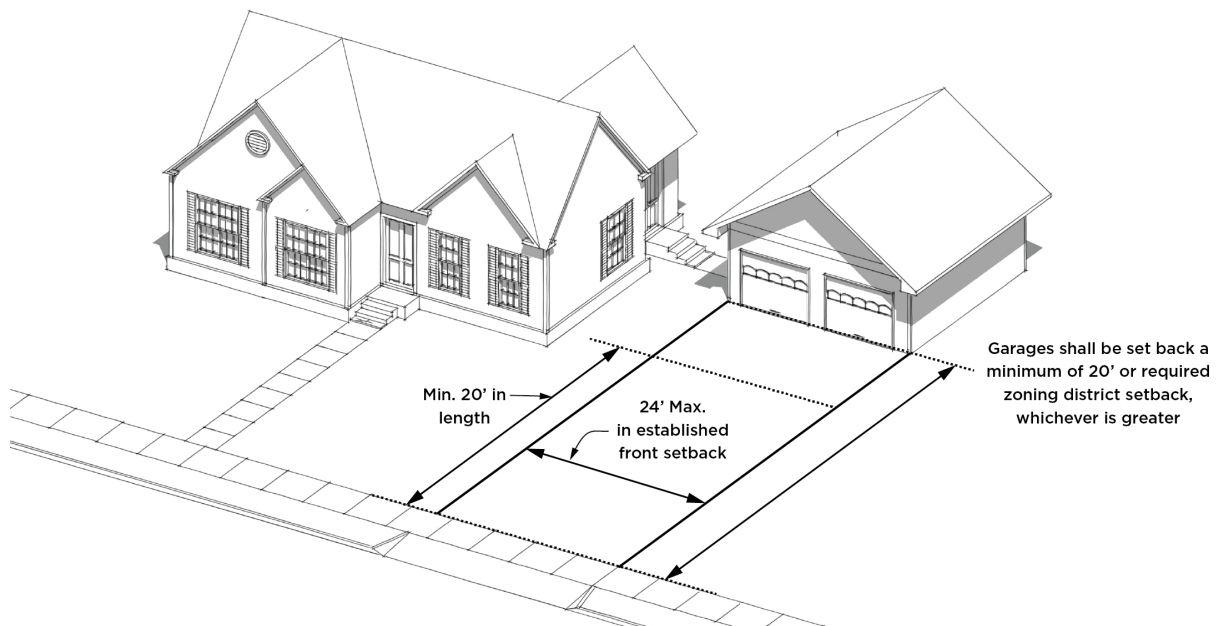 Min. 20’ in
length
24’ Max.
in established
front setback
Garages shall be set back a
minimum of 20’ or required
zoning district setback,
whichever is greater